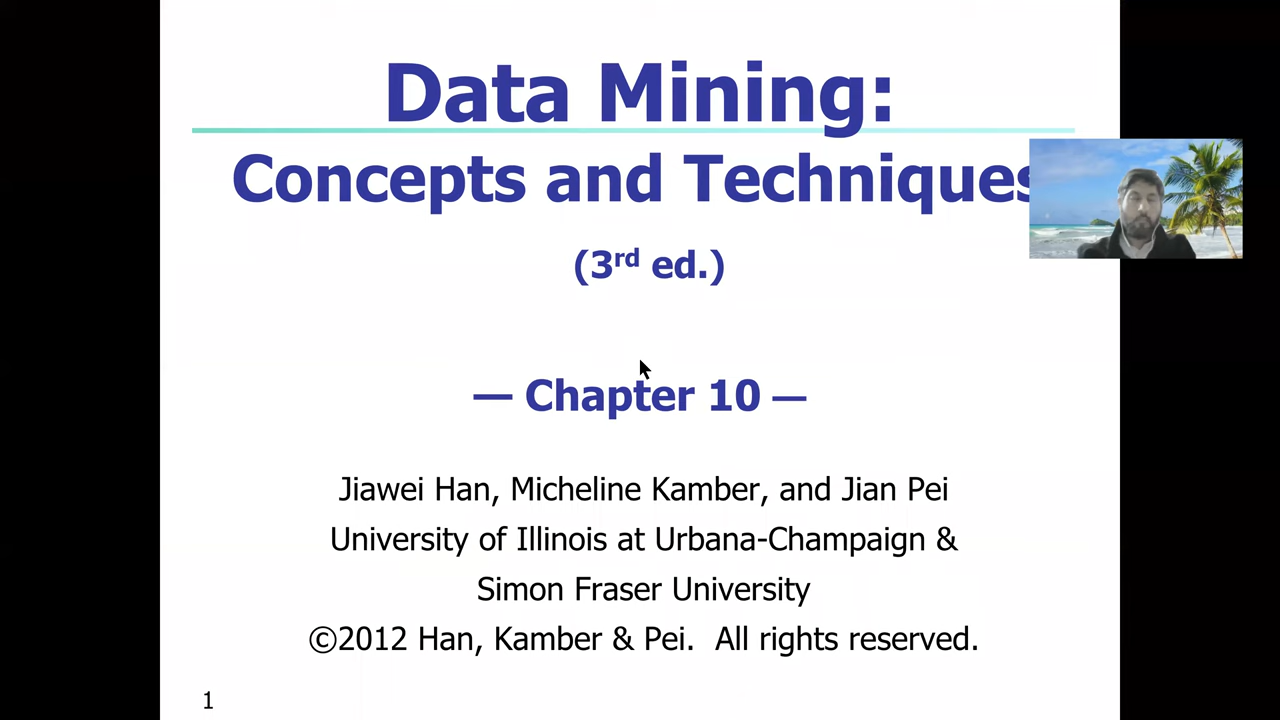 Data Mining:
Concepts and Techniques
(3rd ed.)
— Chapter 10 —
Jiawei Han, Micheline Kamber, and Jian Pei
University of Illinois at Urbana-Champaign &
Simon Fraser University
©2012 Han, Kamber & Pei. All rights reserved.
1